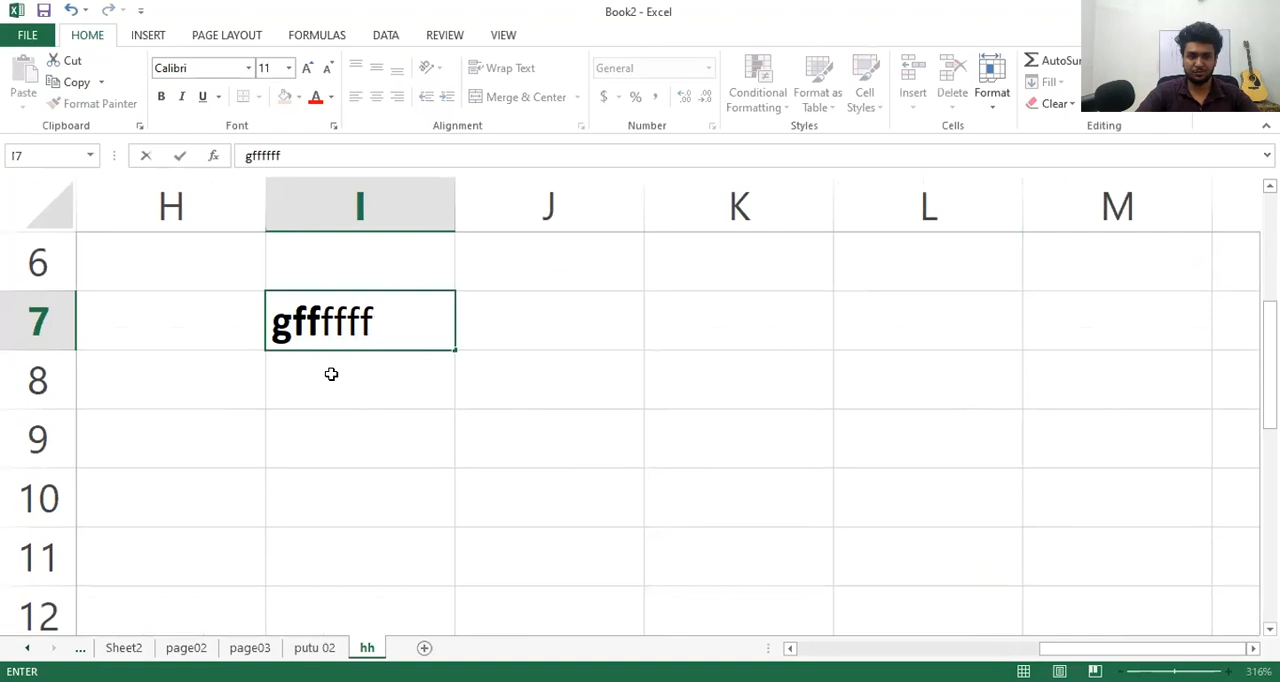 Book2 - Excel
FILE HOME INSERT PAGE LAYOUT FORMULAS DATA REVIEW VIEW
Cut
Copy
Format Painter
Paste
Clipboard
Calibri 11
B I U A
Font
Wrap Text
Merge & Center
Alignment
General
$ % ,
Number
Conditional Formatting
Format as Table
Cell Styles
Styles
Insert
Delete
Format
Cells
AutoSu
Fill
Clear
Editing
I7 fx gffffff
H I J K L M
6
7 gffffff
8
9
10
11
12
... Sheet2 page02 page03 putu 02 hh
ENTER 316%